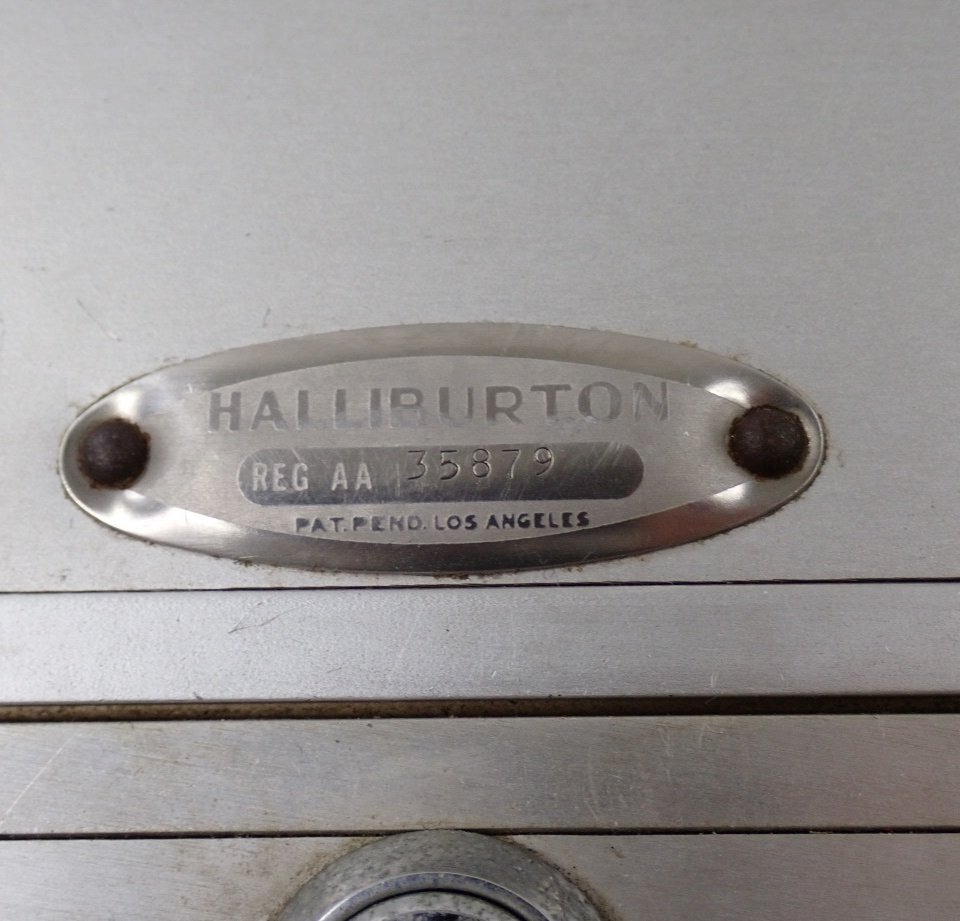 HALLIBURTON
REG AA 35879
PAT. PEND. LOS ANGELES